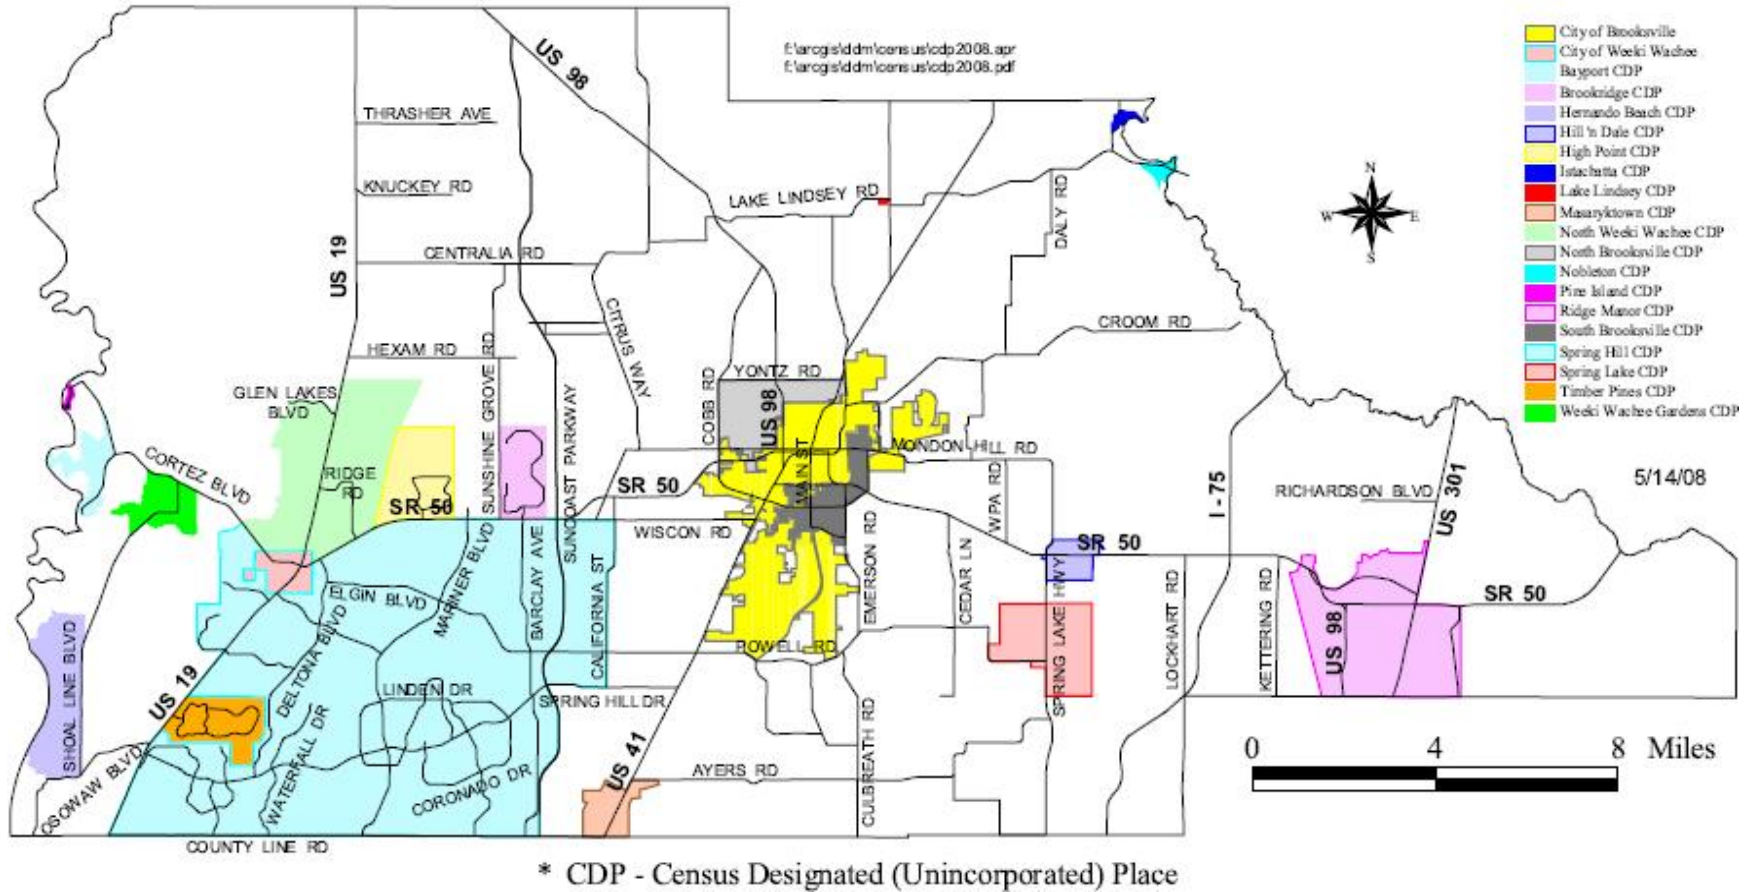 f:\arcgis\ddm\census\cdp2008.apr
f:\arcgis\ddm\census\cdp2008.pdf
US 98
THRASHER AVE
KNUCKEY RD
LAKE LINDSEY RD
DALY RD
US 19
CENTRALIA RD
CITRUS WAY
CROOM RD
HEXAM RD
SUNSHINE GROVE RD
SUNCOAST PARKWAY
GLEN LAKES
BLVD
COBB RD
YONTZ RD
US 98
MAIN ST
MONDON HILL RD
CORTEZ BLVD
RIDGE
RD
SR 50
SR 50
WISCON RD
WPA RD
I - 75
RICHARDSON BLVD
US 301
5/14/08
MARINER BLVD
BARCLAY AVE
CALIFORNIA ST
EMERSON RD
CEDAR LN
SR 50
SPRING LAKE HWY
LOCKHART RD
KETTERING RD
US 98
SR 50
ELGIN BLVD
DELTONA BLVD
POWELL RD
SHOAL LINE BLVD
US 19
LINDEN DR
SPRING HILL DR
WATERFALL DR
CORONADO DR
US 41
AYERS RD
CULBREATH RD
OSOWAW BLVD
COUNTY LINE RD
N
W
E
S
City of Brooksville
City of Weeki Wachee
Bayport CDP
Brookridge CDP
Hernando Beach CDP
Hill 'n Dale CDP
High Point CDP
Istachatta CDP
Lake Lindsey CDP
Masaryktown CDP
North Weeki Wachee CDP
North Brooksville CDP
Nobleton CDP
Pine Island CDP
Ridge Manor CDP
South Brooksville CDP
Spring Hill CDP
Spring Lake CDP
Timber Pines CDP
Weeki Wachee Gardens CDP
0 4 8 Miles
* CDP - Census Designated (Unincorporated) Place